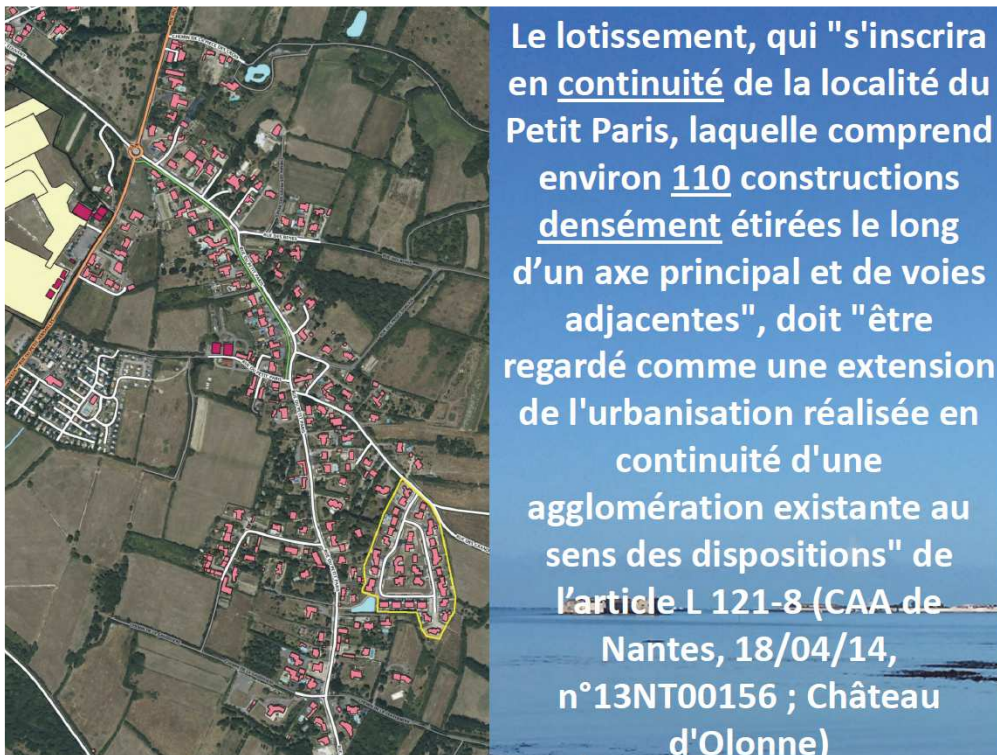 Le lotissement, qui "s'inscrira
en continuité de la localité du
Petit Paris, laquelle comprend
environ 110 constructions
densément étirées le long
d’un axe principal et de voies
adjacentes", doit "être
regardé comme une extension
de l'urbanisation réalisée en
continuité d'une
agglomération existante au
sens des dispositions" de
l’article L 121-8 (CAA de
Nantes, 18/04/14,
n°13NT00156 ; Château
d'Olonne)